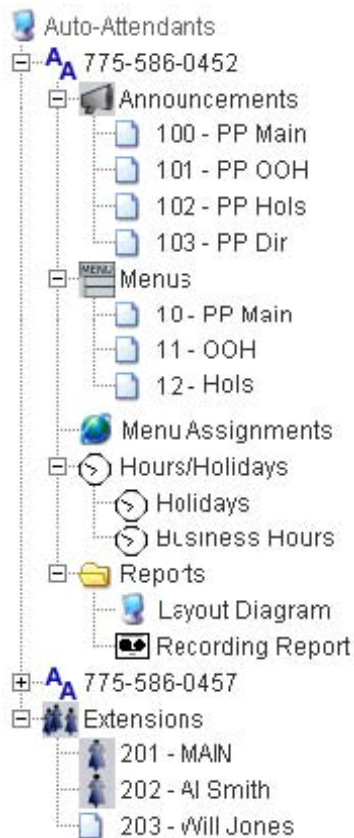 Auto-Attendants
775-586-0452
Announcements
100 - PP Main
101 - PP OOH
102 - PP Hols
103 - PP Dir
MENU
Menus
10 - PP Main
11 - OOH
12 - Hols
Menu Assignments
Hours/Holidays
Holidays
Business Hours
Reports
Layout Diagram
Recording Report
775-586-0457
Extensions
201 - MAIN
202 - Al Smith
203 - Will Jones